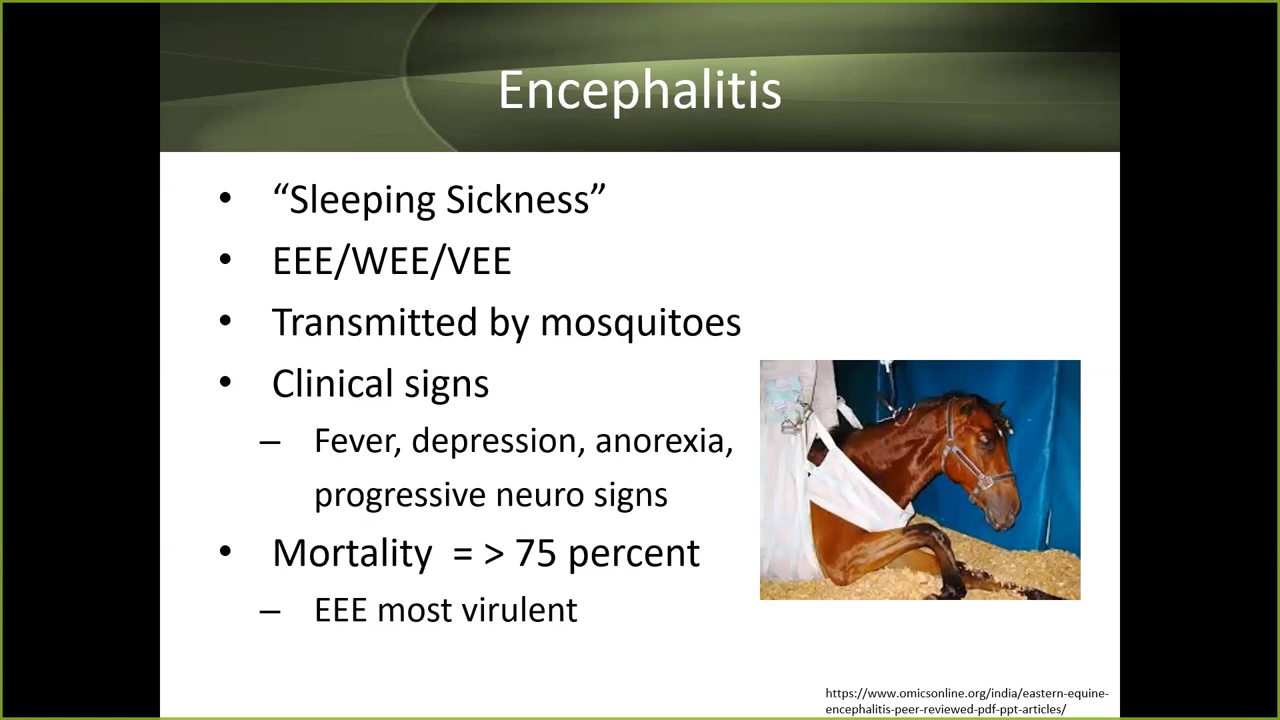 Encephalitis
• “Sleeping Sickness”
• EEE/WEE/VEE
• Transmitted by mosquitoes
• Clinical signs
– Fever, depression, anorexia,
progressive neuro signs
• Mortality = > 75 percent
– EEE most virulent
https://www.omicsonline.org/india/eastern-equine-
encephalitis-peer-reviewed-pdf-ppt-articles/